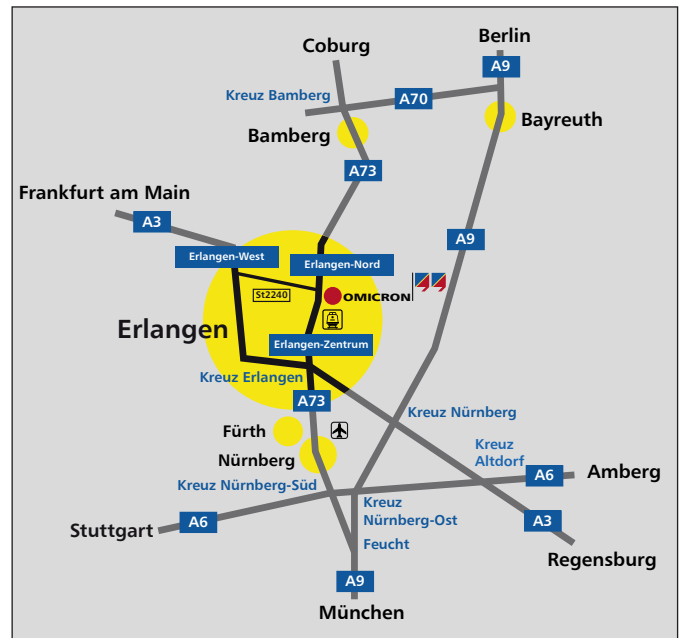 Berlin
Coburg
A9
Kreuz Bamberg
A70
Bayreuth
Bamberg
A73
Frankfurt am Main
A3
A9
Erlangen-West
Erlangen-Nord
St2240
OMICRON
Erlangen
Erlangen-Zentrum
Kreuz Erlangen
A73
Kreuz Nürnberg
Fürth
Nürnberg
Kreuz
Altdorf
Kreuz Nürnberg-Süd
A6
Amberg
Kreuz
Nürnberg-Ost
Stuttgart
A6
A3
Feucht
Regensburg
A9
München